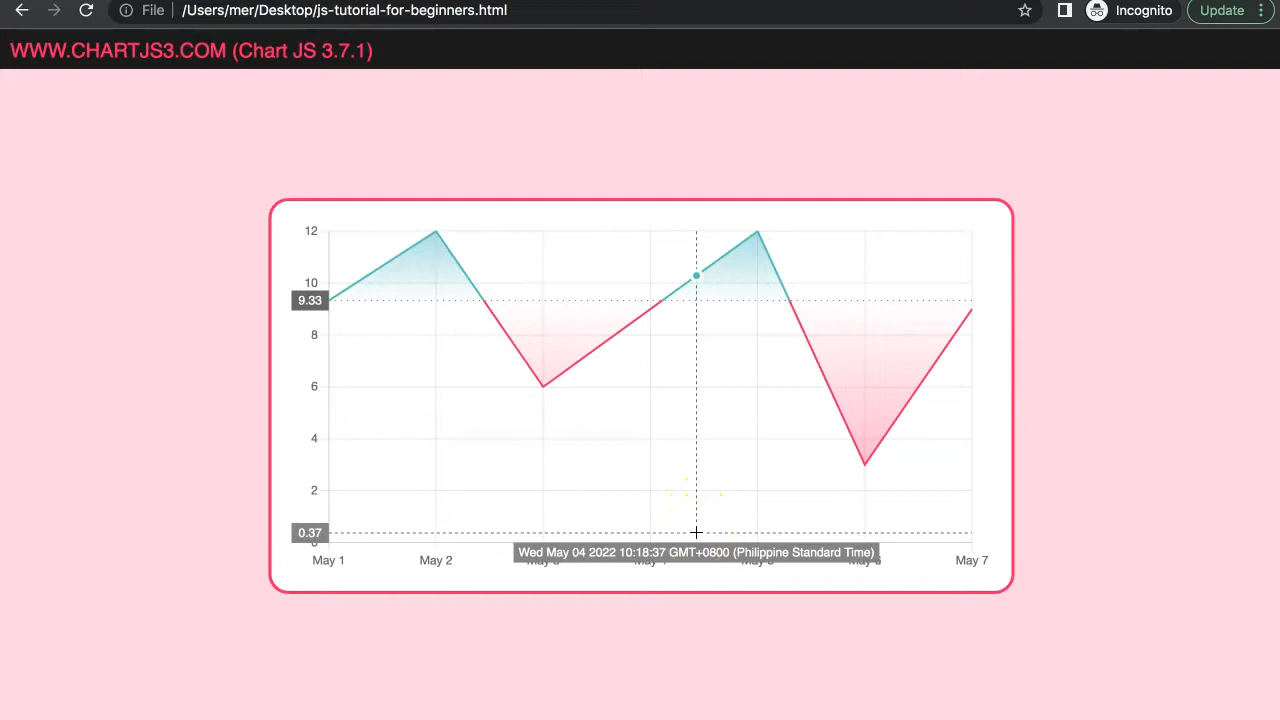 File
/Users/mer/Desktop/js-tutorial-for-beginners.html
Incognito
Update
WWW.CHARTJS3.COM (Chart JS 3.7.1)
12
10
9.33
8
6
4
2
0.37
Wed May 04 2022 10:18:37 GMT+0800 (Philippine Standard Time)
May 1
May 2
May 7